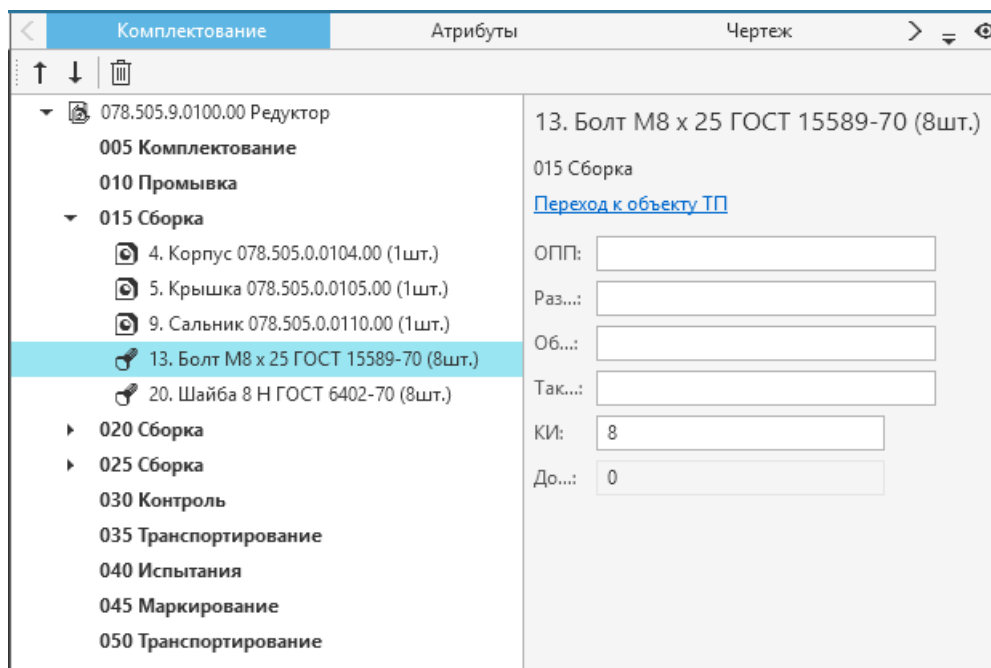 Комплектование Атрибуты Чертеж
078.505.9.0100.00 Редуктор
005 Комплектование
010 Промывка
015 Сборка
4. Корпус 078.505.0.0104.00 (1шт.)
5. Крышка 078.505.0.0105.00 (1шт.)
9. Сальник 078.505.0.0110.00 (1шт.)
13. Болт М8 х 25 ГОСТ 15589-70 (8шт.)
20. Шайба 8 Н ГОСТ 6402-70 (8шт.)
020 Сборка
025 Сборка
030 Контроль
035 Транспортирование
040 Испытания
045 Маркирование
050 Транспортирование
13. Болт М8 х 25 ГОСТ 15589-70 (8шт.)
015 Сборка
Переход к объекту ТП
ОПП:
Раз...:
Об...:
Так...:
КИ: 8
До...: 0